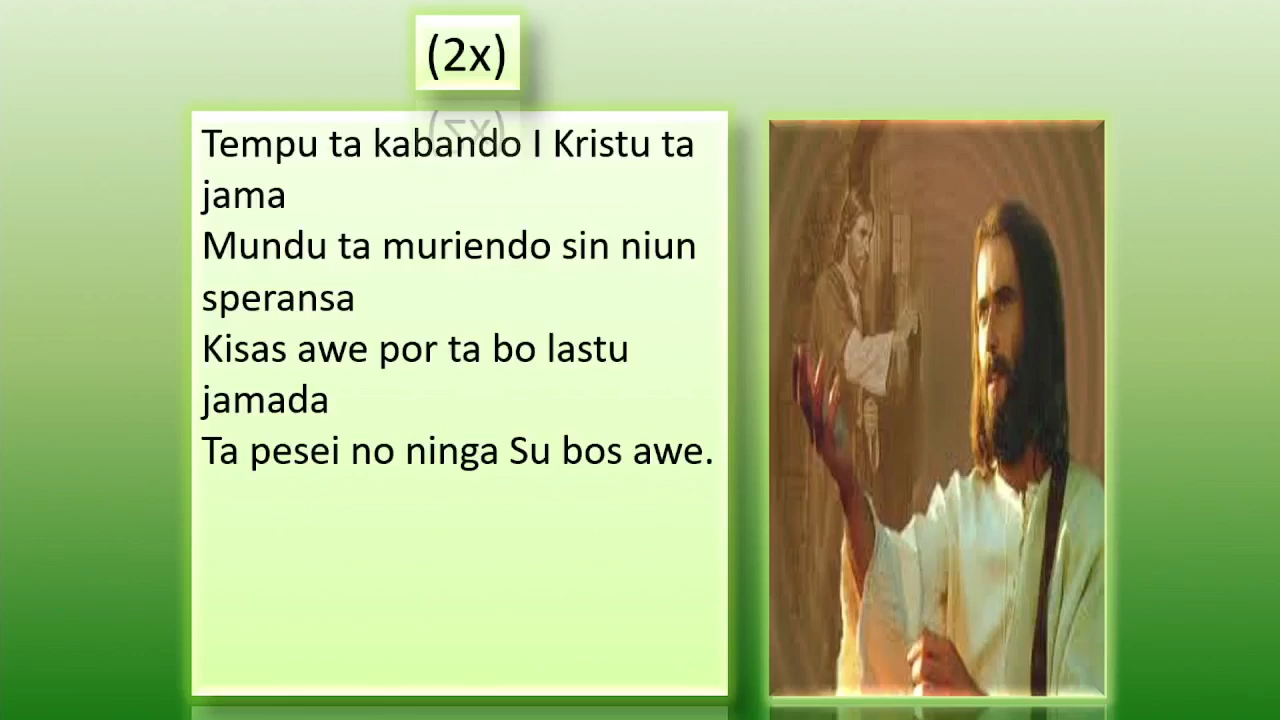 (2x)
Tempu ta kabando I Kristu ta
jama
Mundu ta muriendo sin niun
speransa
Kisas awe por ta bo lastu
jamada
Ta pesei no ninga Su bos awe.